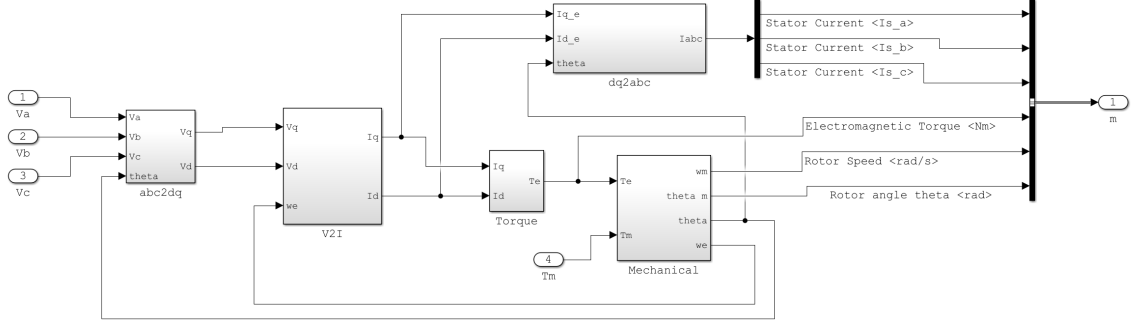 1
Va
2
Vb
3
Vc
Va
Vb
Vc
theta
Vq
Vd
abc2dq
Vq
Vd
we
Iq
Id
V2I
Iq
Id
Te
Torque
Iq_e
Id_e
theta
Iabc
dq2abc
4
Tm
Te
Tm
wm
theta m
theta
we
Mechanical
Stator Current <Is_a>
Stator Current <Is_b>
Stator Current <Is_c>
Electromagnetic Torque <Nm>
Rotor Speed <rad/s>
Rotor angle theta <rad>
1
m